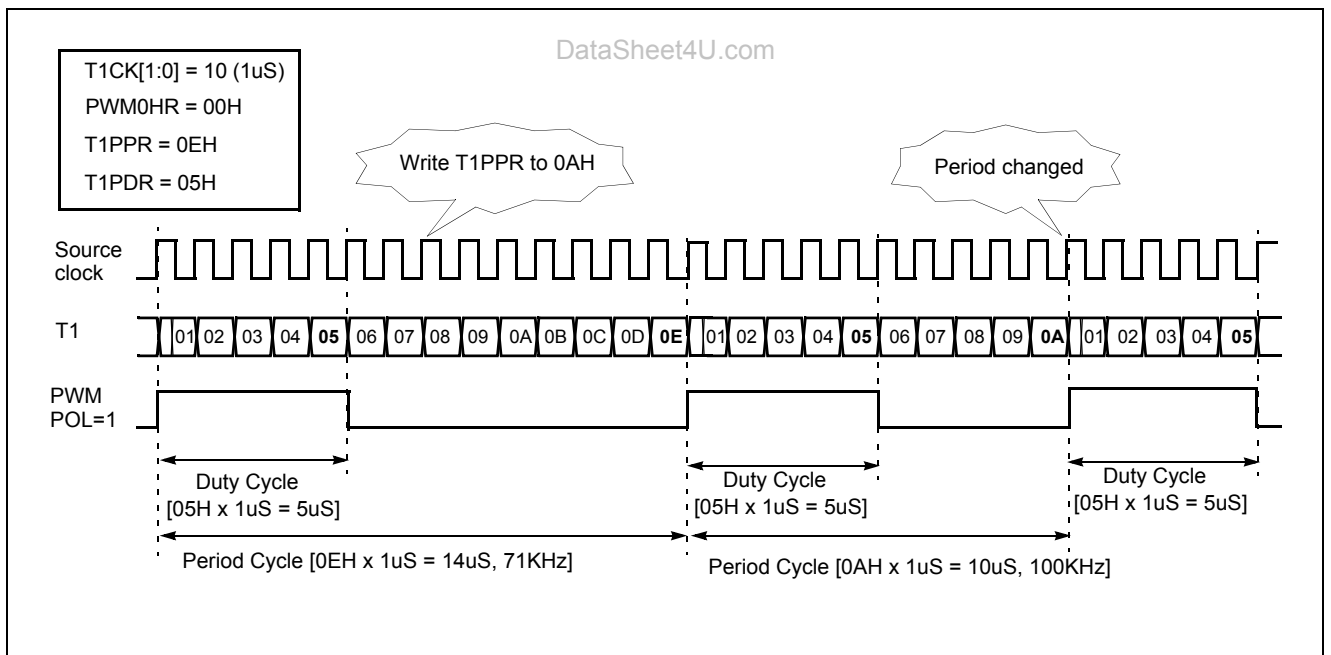 DataSheet4U.com
T1CK[1:0] = 10 (1uS)
PWM0HR = 00H
T1PPR = 0EH
T1PDR = 05H
Write T1PPR to 0AH
Period changed
Source
clock
T1
01 02 03 04 05 06 07 08 09 0A 0B 0C 0D 0E 01 02 03 04 05 06 07 08 09 0A 01 02 03 04 05
PWM
POL=1
Duty Cycle
[05H x 1uS = 5uS]
Duty Cycle
[05H x 1uS = 5uS]
Duty Cycle
[05H x 1uS = 5uS]
Period Cycle [0EH x 1uS = 14uS, 71KHz]
Period Cycle [0AH x 1uS = 10uS, 100KHz]